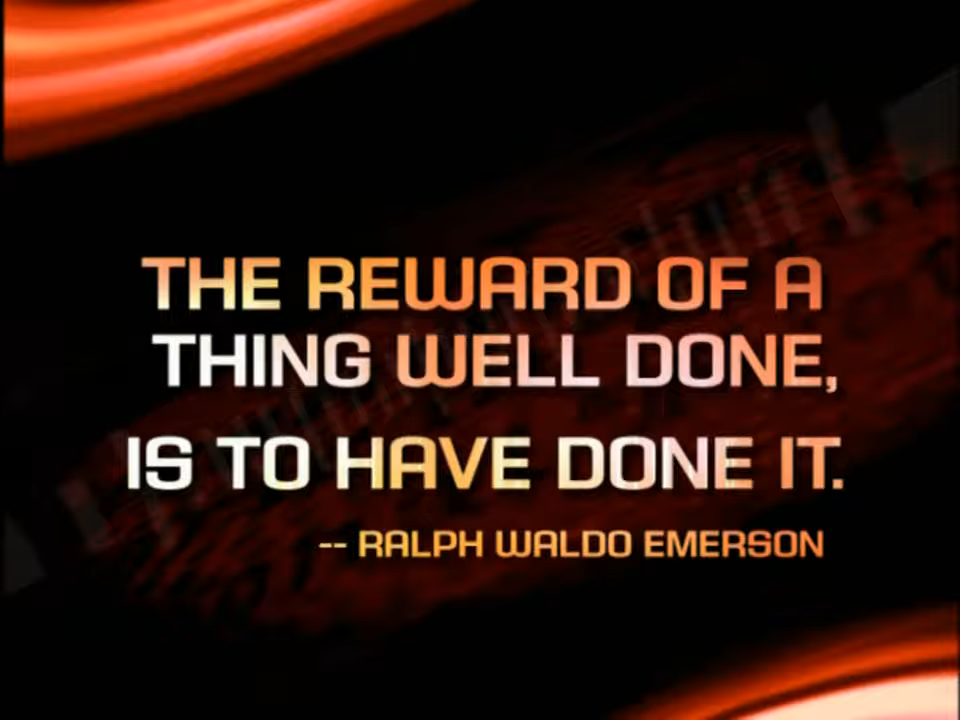 THE REWARD OF A
THING WELL DONE,
IS TO HAVE DONE IT.
-- RALPH WALDO EMERSON